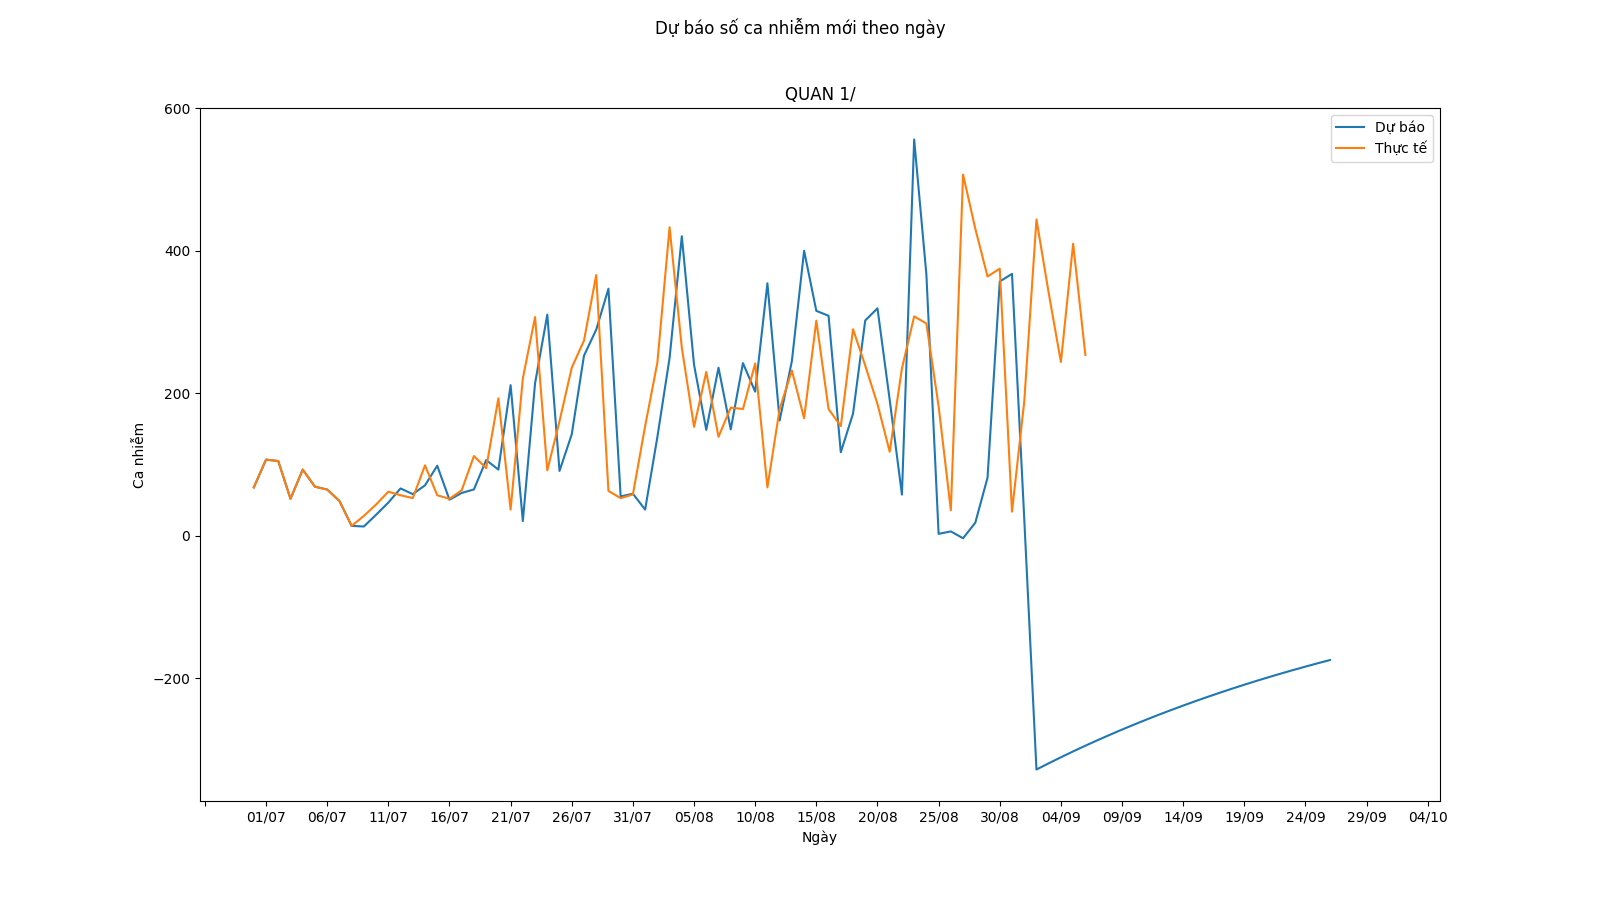 Dự báo số ca nhiễm mới theo ngày
QUAN 1/
600
400
200
0
−200
Ca nhiễm
Dự báo
Thực tế
01/07 06/07 11/07 16/07 21/07 26/07 31/07 05/08 10/08 15/08 20/08 25/08 30/08 04/09 09/09 14/09 19/09 24/09 29/09 04/10
Ngày